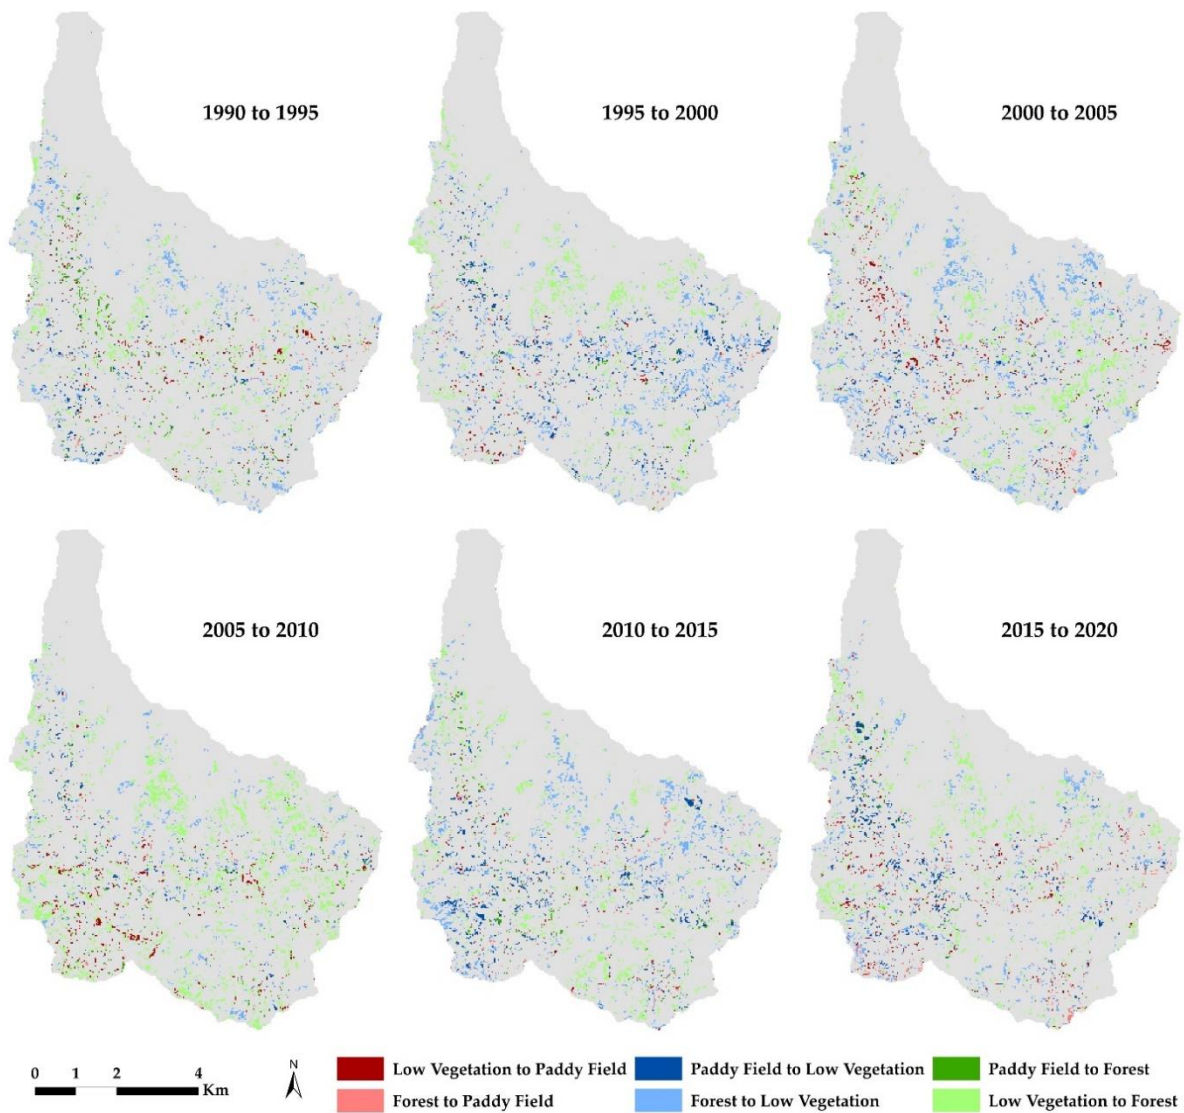 1990 to 1995
1995 to 2000
2000 to 2005
2005 to 2010
2010 to 2015
2015 to 2020
0 1 2 4
Km
N
Low Vegetation to Paddy Field
Paddy Field to Low Vegetation
Paddy Field to Forest
Forest to Paddy Field
Forest to Low Vegetation
Low Vegetation to Forest